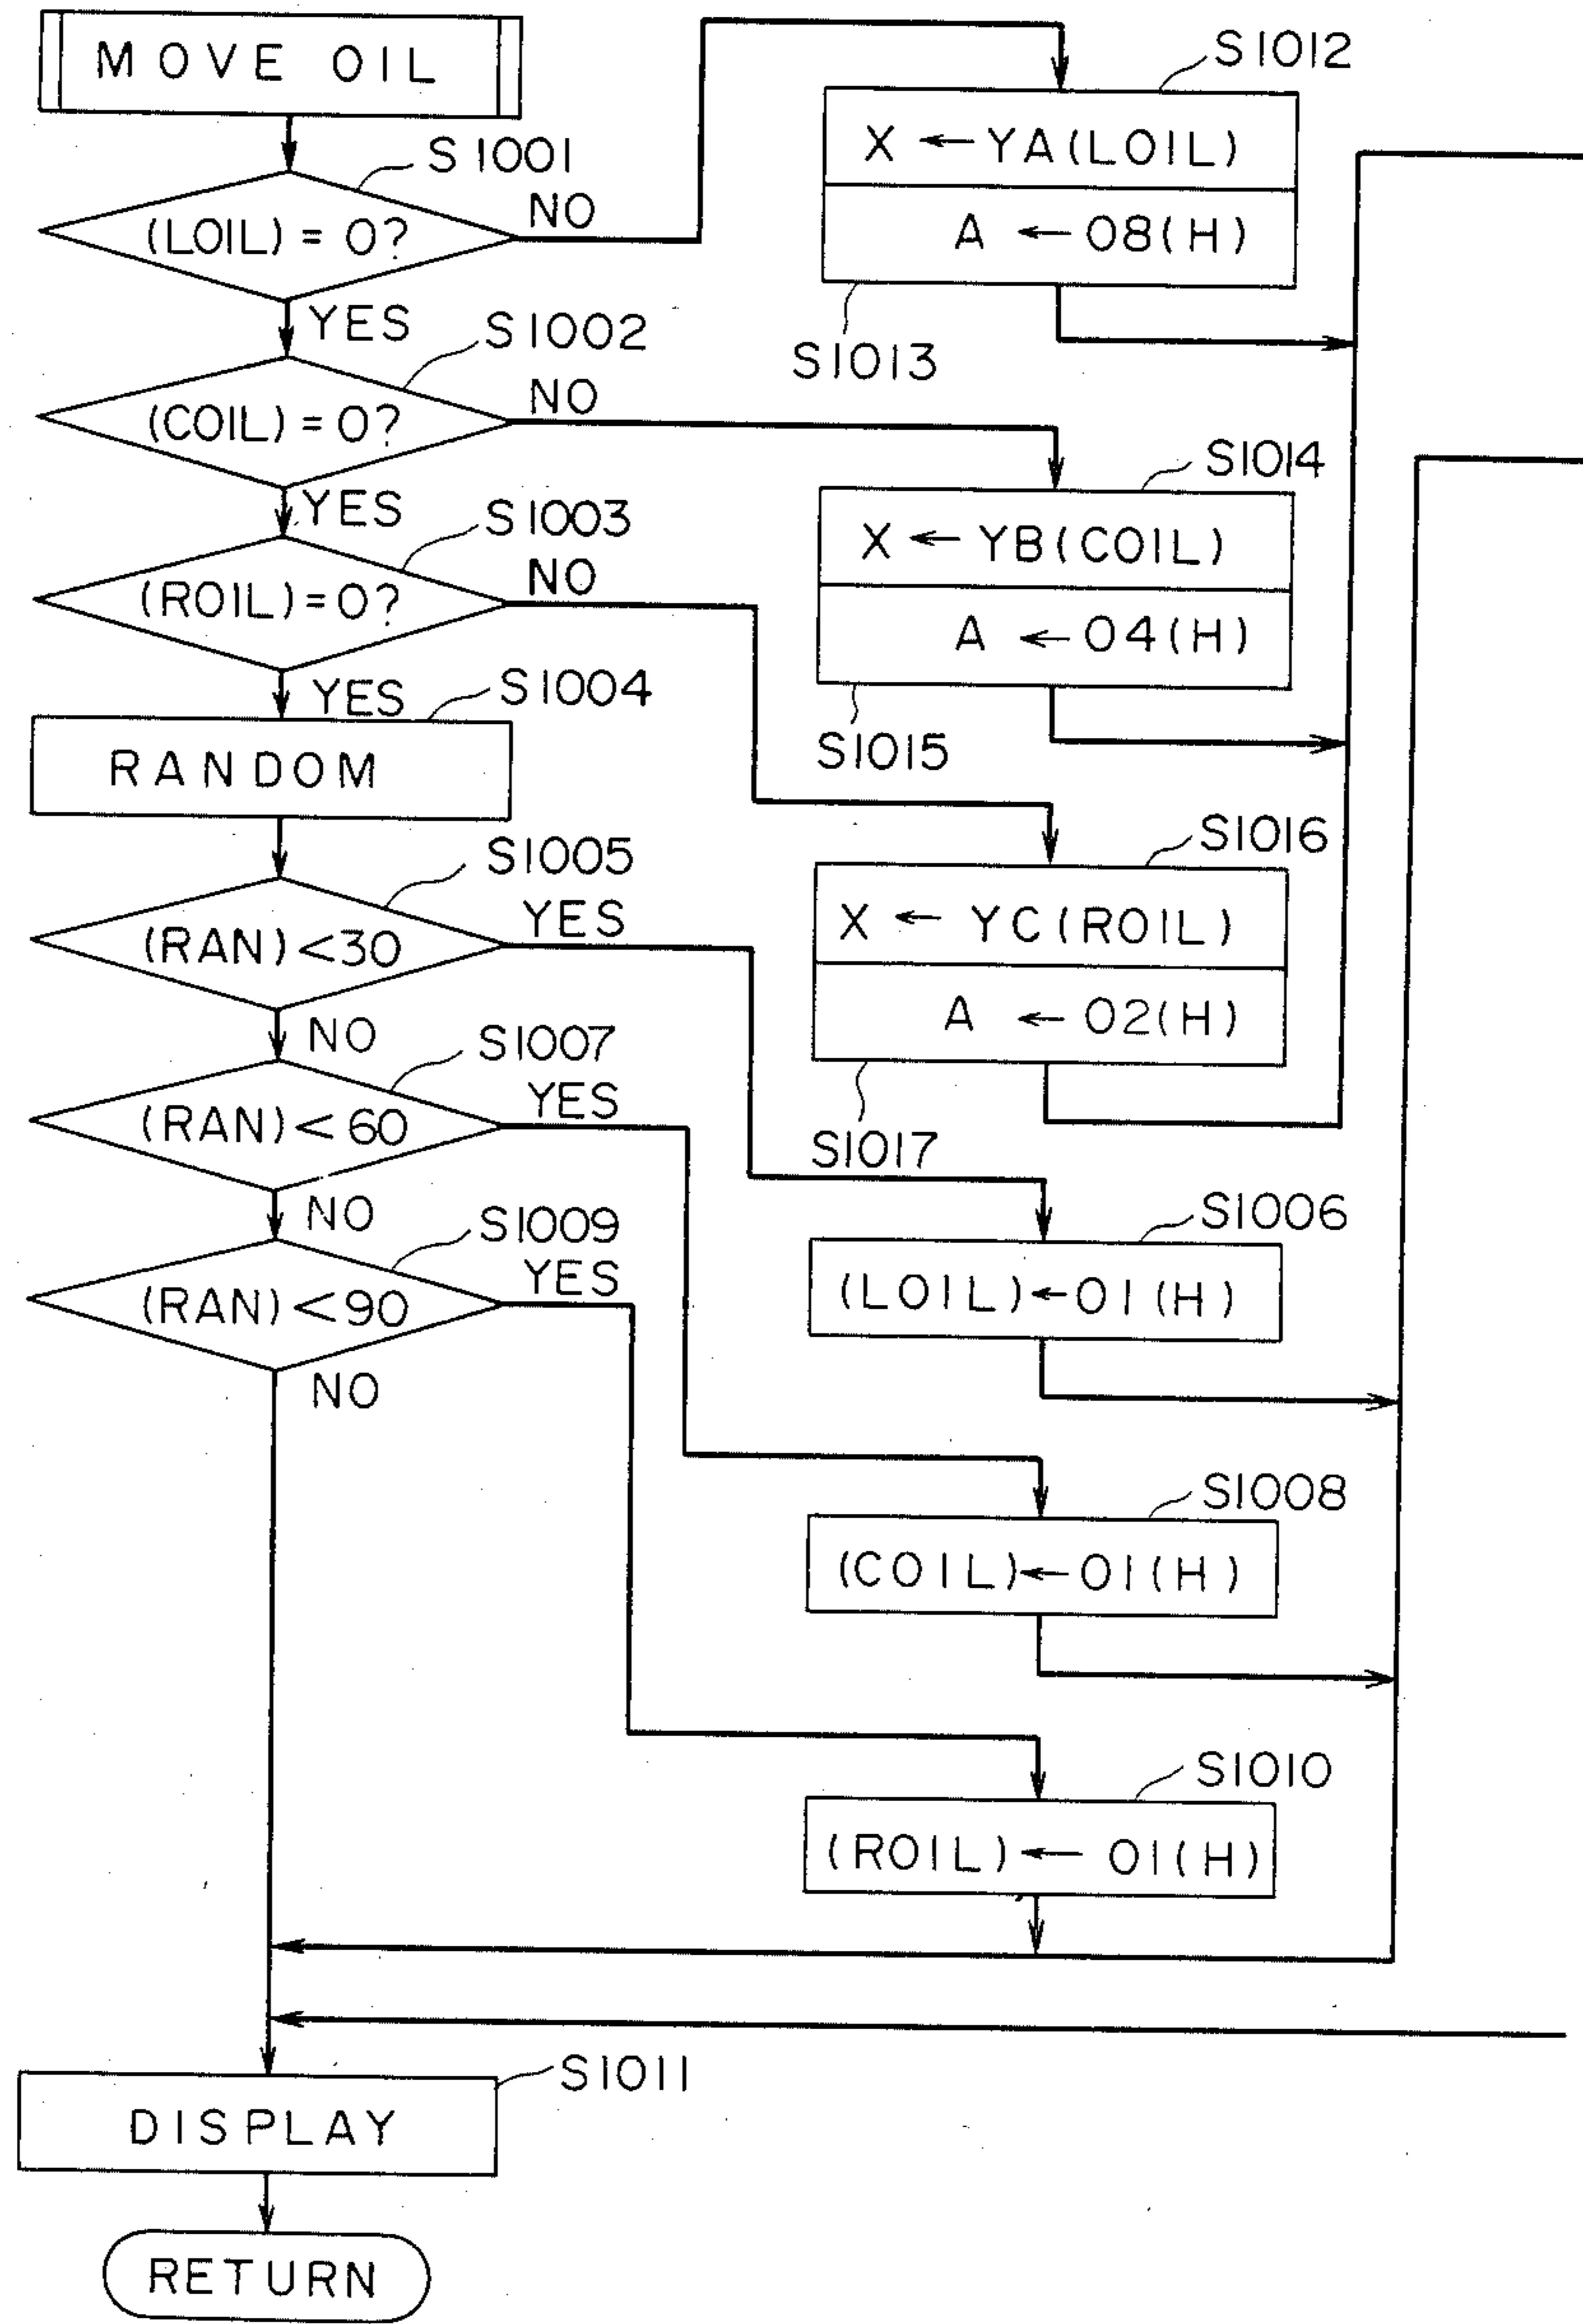 MOVE OIL
S1001
(LOIL) = 0?
NO
YES
S1012
X ← YA(LOIL)
A ← 08(H)
S1013
S1002
(COIL) = 0?
NO
YES
S1014
X ← YB(COIL)
A ← 04(H)
S1015
S1003
(ROIL) = 0?
NO
YES
S1016
X ← YC(ROIL)
A ← 02(H)
S1017
S1004
RANDOM
S1005
(RAN) < 30
YES
NO
S1006
(LOIL) ← 01(H)
S1007
(RAN) < 60
YES
NO
S1008
(COIL) ← 01(H)
S1009
(RAN) < 90
YES
NO
S1010
(ROIL) ← 01(H)
S1011
DISPLAY
RETURN